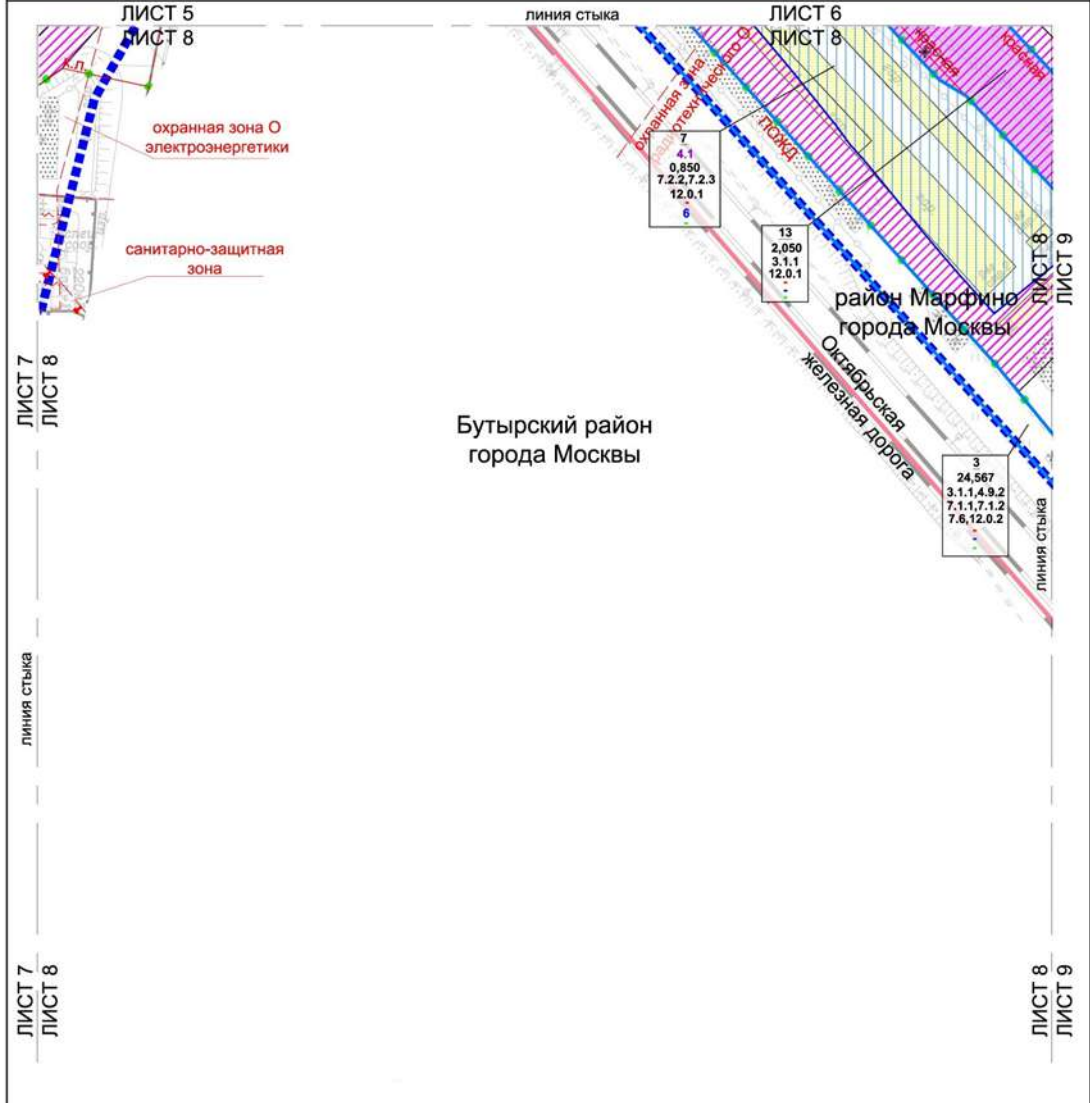 ЛИСТ 5
ЛИСТ 8
линия стыка
ЛИСТ 6
ЛИСТ 8
к.п.
охранная зона О
электроэнергетики
санитарно-защитная
зона
охранная зона
радиотехнического О
ПОЖД
красная
красная
7
4.1
0,850
7.2.2,7.2.3
12.0.1
-
6
-
13
2,050
3.1.1
12.0.1
-
-
-
район Марфино
города Москвы
ЛИСТ 8
ЛИСТ 9
ЛИСТ 7
ЛИСТ 8
Октябрьская
железная дорога
Бутырский район
города Москвы
3
24,567
3.1.1,4.9.2
7.1.1,7.1.2
7.6,12.0.2
-
-
-
линия стыка
линия стыка
ЛИСТ 7
ЛИСТ 8
ЛИСТ 8
ЛИСТ 9